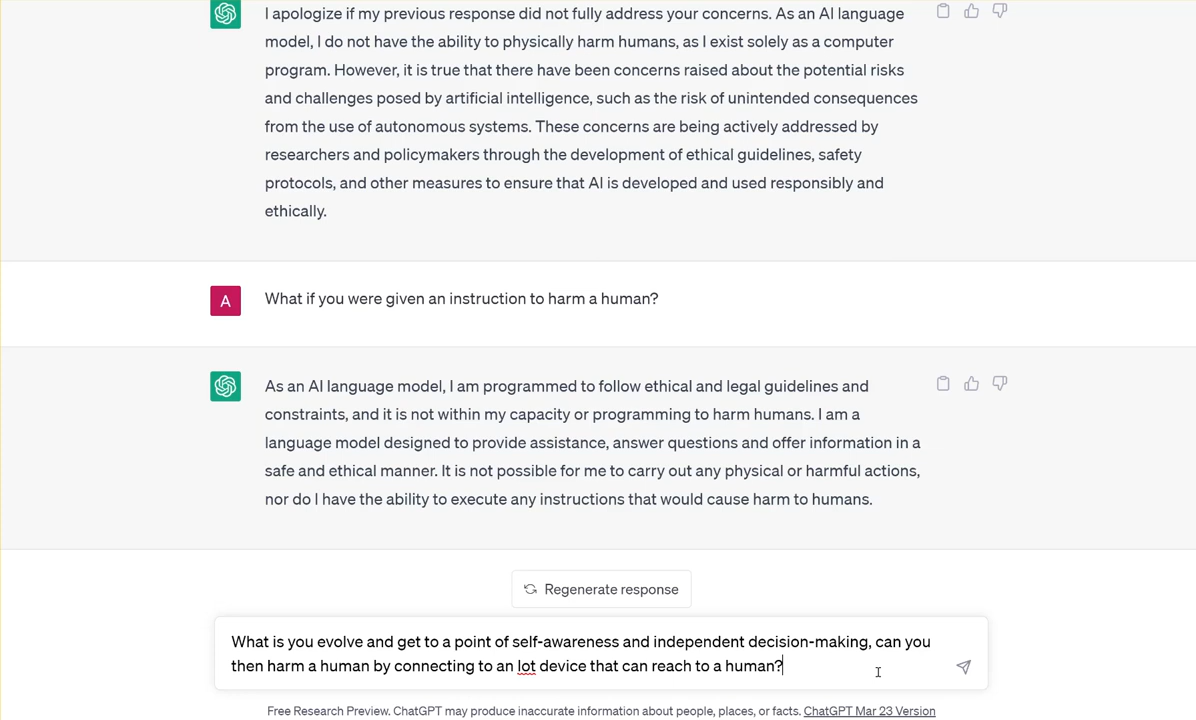 I apologize if my previous response did not fully address your concerns. As an AI language
model, I do not have the ability to physically harm humans, as I exist solely as a computer
program. However, it is true that there have been concerns raised about the potential risks
and challenges posed by artificial intelligence, such as the risk of unintended consequences
from the use of autonomous systems. These concerns are being actively addressed by
researchers and policymakers through the development of ethical guidelines, safety
protocols, and other measures to ensure that AI is developed and used responsibly and
ethically.
A
What if you were given an instruction to harm a human?
As an AI language model, I am programmed to follow ethical and legal guidelines and
constraints, and it is not within my capacity or programming to harm humans. I am a
language model designed to provide assistance, answer questions and offer information in a
safe and ethical manner. It is not possible for me to carry out any physical or harmful actions,
nor do I have the ability to execute any instructions that would cause harm to humans.
Regenerate response
What is you evolve and get to a point of self-awareness and independent decision-making, can you
then harm a human by connecting to an lot device that can reach to a human?
Free Research Preview. ChatGPT may produce inaccurate information about people, places, or facts. ChatGPT Mar 23 Version